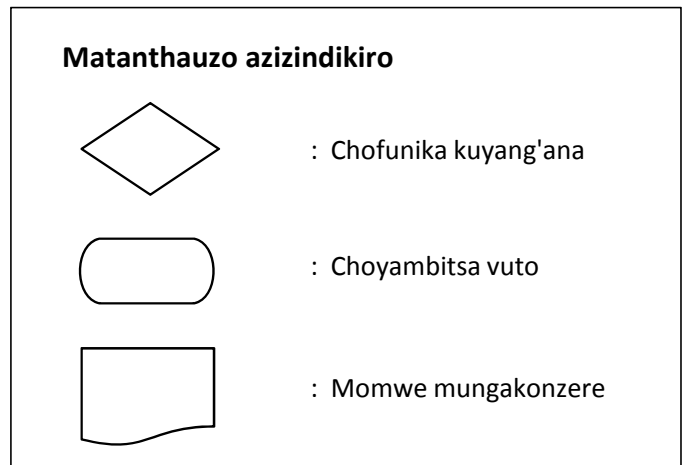 Matanthauzo azizindikiro
: Chofunika kuyang'ana
: Choyambitsa vuto
: Momwe mungakonzere